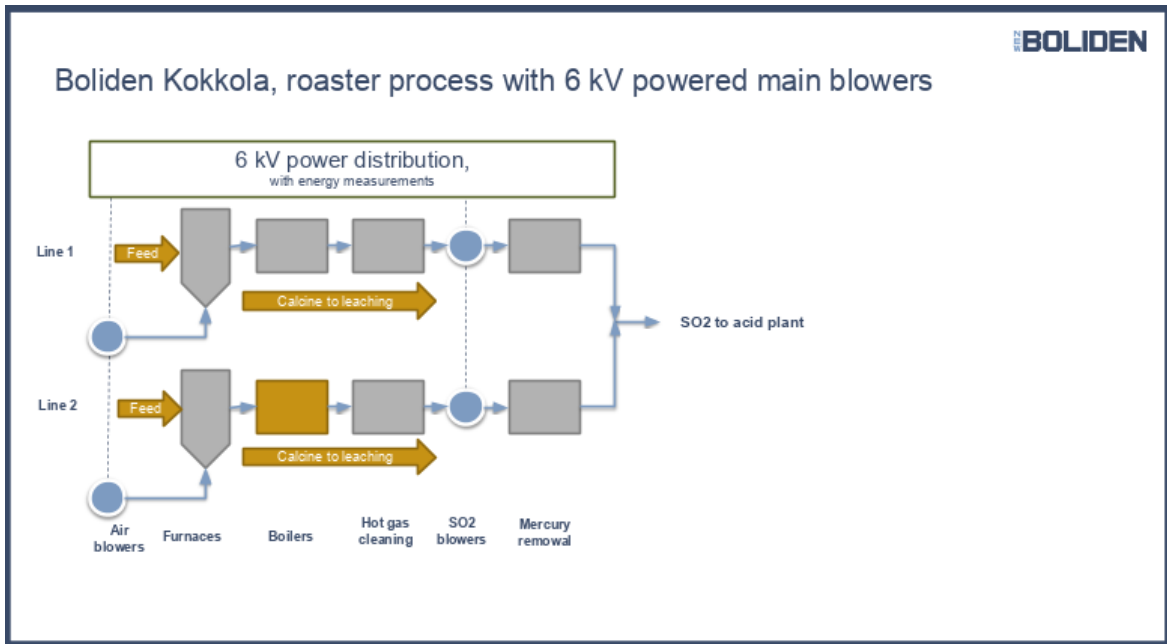 BOLIDEN
Boliden Kokkola, roaster process with 6 kV powered main blowers
6 kV power distribution,
with energy measurements
Line 1
Feed
Calcine to leaching
SO2 to acid plant
Line 2
Feed
Calcine to leaching
Air
blowers
Furnaces
Boilers
Hot gas
cleaning
SO2
blowers
Mercury
removal